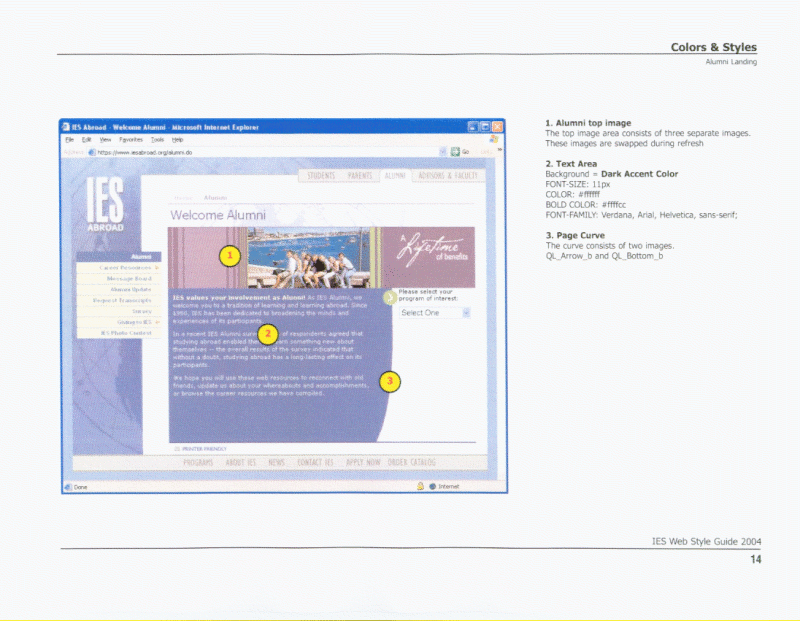 Colors & Styles
Alumni Landing
IES Abroad - Welcome Alumni - Microsoft Internet Explorer
File Edit View Favorites Tools Help
Address https://www.iesabroad.org/alumni.do Go
STUDENTS PARENTS ALUMNI ADVISORS & FACULTY
IES
ABROAD
Home Alumni
Welcome Alumni
A Lifetime
of benefits
Alumni
Career Resources
Message Board
Alumni Update
Request Transcripts
Giving to IES
IES Photo Contest
IES values your involvement as Alumni! As IES Alumni, we
welcome you to a tradition of learning and learning abroad. Since
1950, IES has been dedicated to broadening the minds and
experiences of its participants.
In a recent IES Alumni of respondents agreed that
studying abroad enabled something new about
themselves — the overall results of the survey indicated that
without a doubt, studying abroad has a long-lasting effect on its
participants.
We hope you will use these web resources to reconnect with old
friends, update us about your whereabouts and accomplishments,
or browse the career resources we have compiled.
Please select your
program of interest:
Select One
1
2
3
PRINTER FRIENDLY
PROGRAMS ABOUT IES NEWS CONTACT IES APPLY NOW ORDER CATALOG
Done Internet
1. Alumni top image
The top image area consists of three separate images.
These images are swapped during refresh
2. Text Area
Background = Dark Accent Color
FONT-SIZE: 11px
COLOR: #ffffff
BOLD COLOR: #ffffcc
FONT-FAMILY: Verdana, Arial, Helvetica, sans-serif;
3. Page Curve
The curve consists of two images.
QL_Arrow_b and QL_Bottom_b
IES Web Style Guide 2004
14